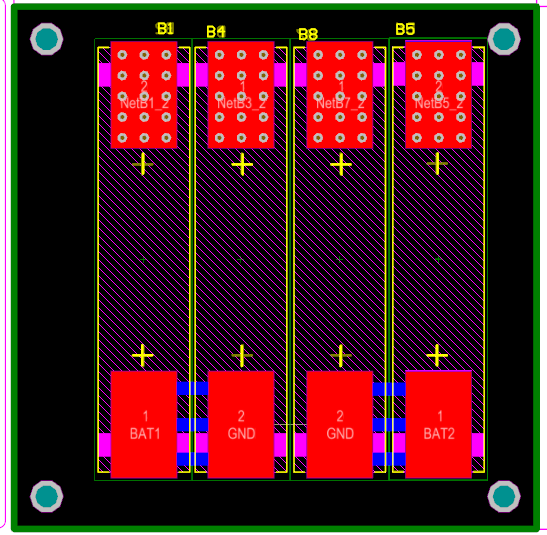 B1 B4 B8 B5
2 1 1 2
NetB1_2 NetB3_2 NetB7_2 NetB5_2
1 2 2 1
BAT1 GND GND BAT2